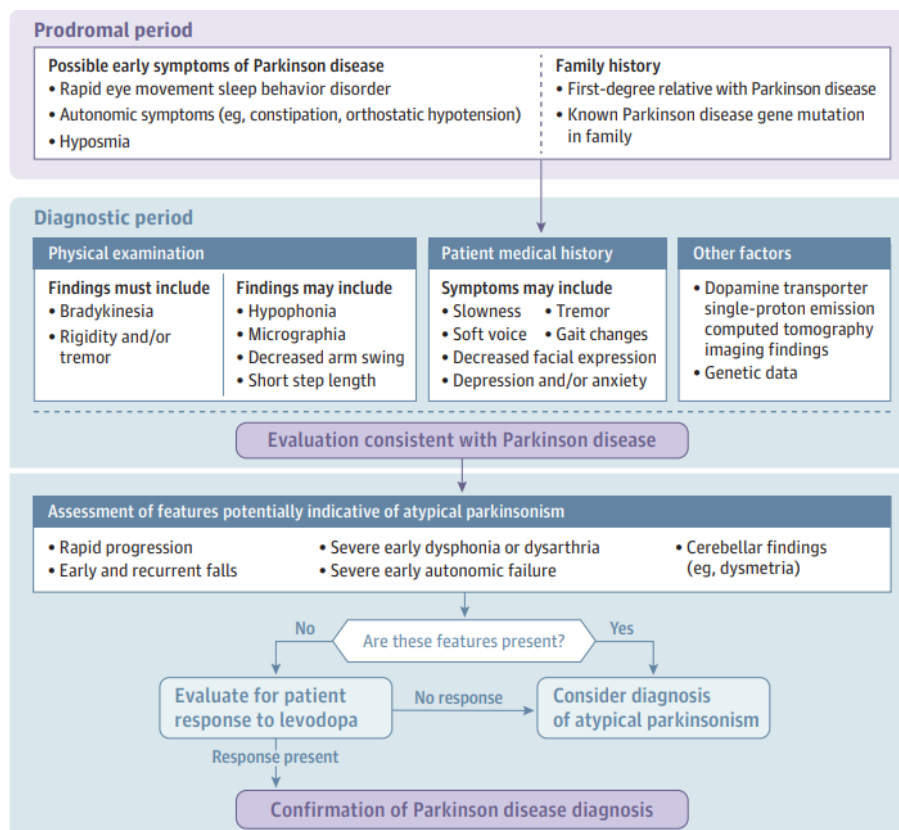 Prodromal period
Possible early symptoms of Parkinson disease
• Rapid eye movement sleep behavior disorder
• Autonomic symptoms (eg, constipation, orthostatic hypotension)
• Hyposmia
Family history
• First-degree relative with Parkinson disease
• Known Parkinson disease gene mutation
in family
Diagnostic period
Physical examination
Findings must include
• Bradykinesia
• Rigidity and/or
tremor
Findings may include
• Hypophonia
• Micrographia
• Decreased arm swing
• Short step length
Patient medical history
Symptoms may include
• Slowness • Tremor
• Soft voice • Gait changes
• Decreased facial expression
• Depression and/or anxiety
Other factors
• Dopamine transporter
single-proton emission
computed tomography
imaging findings
• Genetic data
Evaluation consistent with Parkinson disease
Assessment of features potentially indicative of atypical parkinsonism
• Rapid progression
• Early and recurrent falls
• Severe early dysphonia or dysarthria
• Severe early autonomic failure
• Cerebellar findings
(eg, dysmetria)
Are these features present?
No
Yes
Evaluate for patient
response to levodopa
No response
Consider diagnosis
of atypical parkinsonism
Response present
Confirmation of Parkinson disease diagnosis